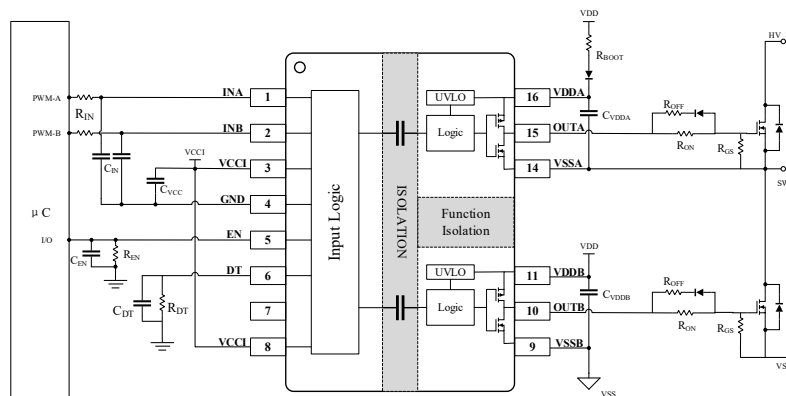 VDD
HV
RBOOT
PWM-A
INA
1
16
VDDA
ROFF
RIN
UVLO
CVDDA
PWM-B
INB
2
Logic
15
OUTA
RON
RGS
VCCI
VCCI
3
14
VSSA
CIN
CVCC
SW
GND
4
μC
Input Logic
ISOLATION
Function
Isolation
I/O
EN
5
VDD
CEN
REN
DT
6
UVLO
11
VDDB
ROFF
CVDDB
CDT
RDT
7
Logic
10
OUTB
RON
RGS
VCCI
8
9
VSSB
VSS